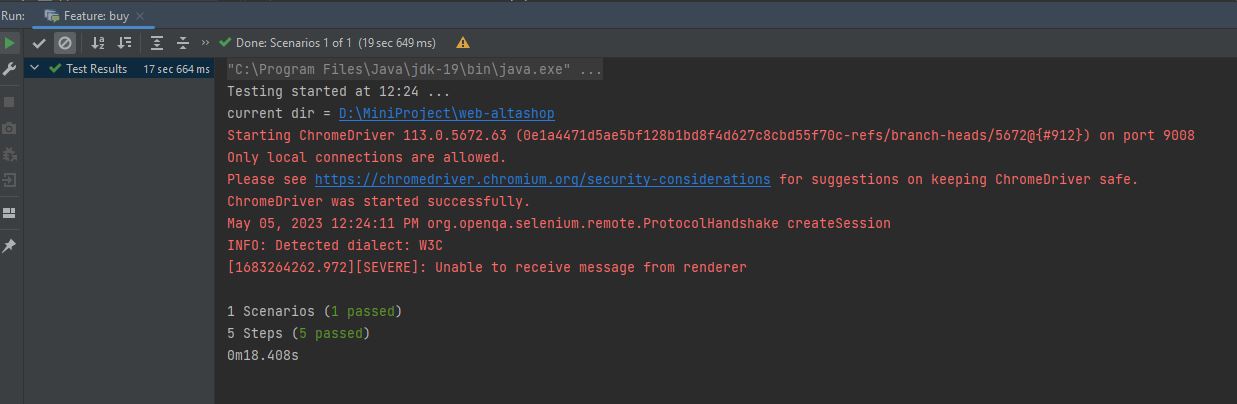 Run: Feature: buy ×
» Done: Scenarios 1 of 1 (19 sec 649 ms)
Test Results 17 sec 664 ms
"C:\Program Files\Java\jdk-19\bin\java.exe" ...
Testing started at 12:24 ...
current dir = D:\MiniProject\web-altashop
Starting ChromeDriver 113.0.5672.63 (0e1a4471d5ae5bf128b1bd8f4d627c8cbd55f70c-refs/branch-heads/5672@{#912}) on port 9008
Only local connections are allowed.
Please see https://chromedriver.chromium.org/security-considerations for suggestions on keeping ChromeDriver safe.
ChromeDriver was started successfully.
May 05, 2023 12:24:11 PM org.openqa.selenium.remote.ProtocolHandshake createSession
INFO: Detected dialect: W3C
[1683264262.972][SEVERE]: Unable to receive message from renderer
1 Scenarios (1 passed)
5 Steps (5 passed)
0m18.408s